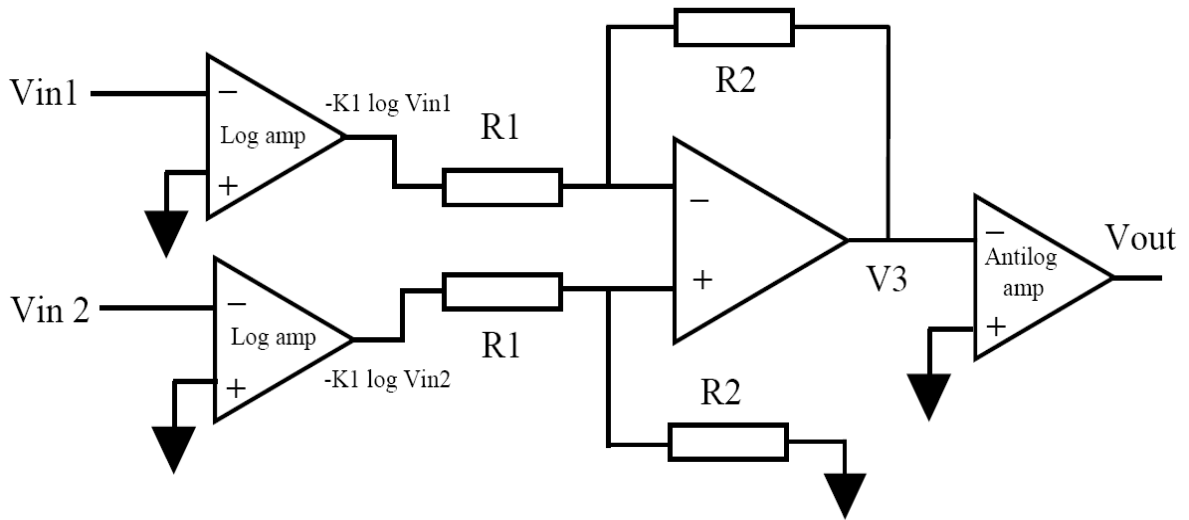 Vin1
−
Log amp
+
-K1 log Vin1
R1
R2
Vin 2
−
Log amp
+
-K1 log Vin2
R1
−
+
R2
V3
−
Antilog
amp
+
Vout